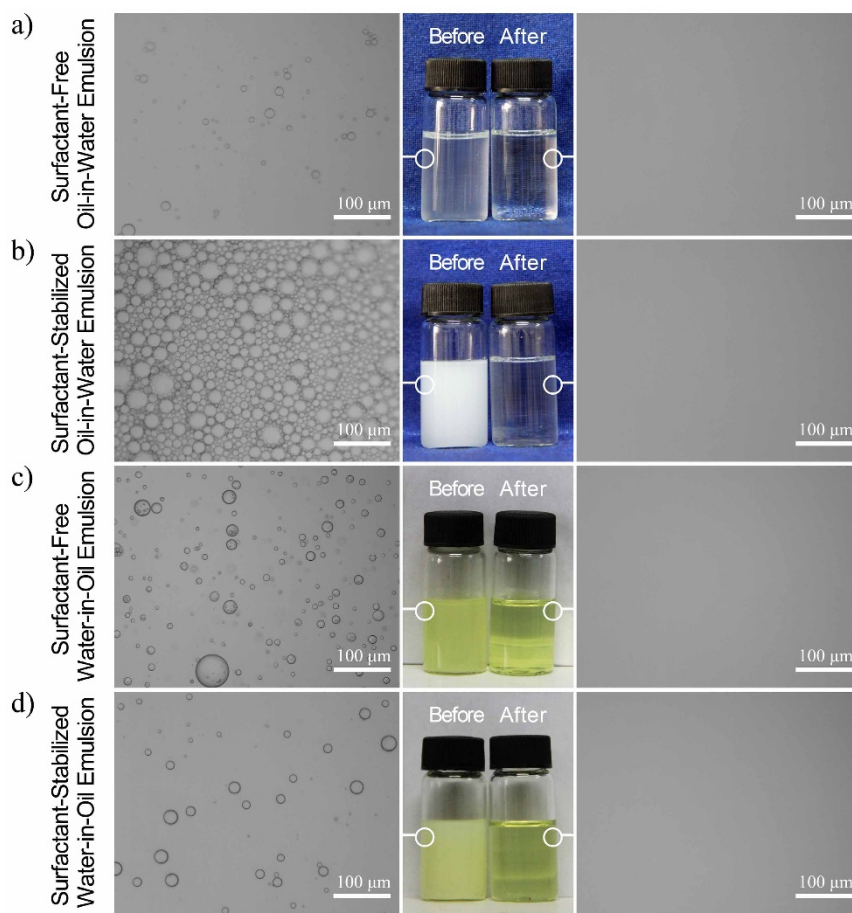 a)
Surfactant-Free
Oil-in-Water Emulsion
100 μm
Before After
100 μm
b)
Surfactant-Stabilized
Oil-in-Water Emulsion
100 μm
Before After
100 μm
c)
Surfactant-Free
Water-in-Oil Emulsion
100 μm
Before After
100 μm
d)
Surfactant-Stabilized
Water-in-Oil Emulsion
100 μm
Before After
100 μm